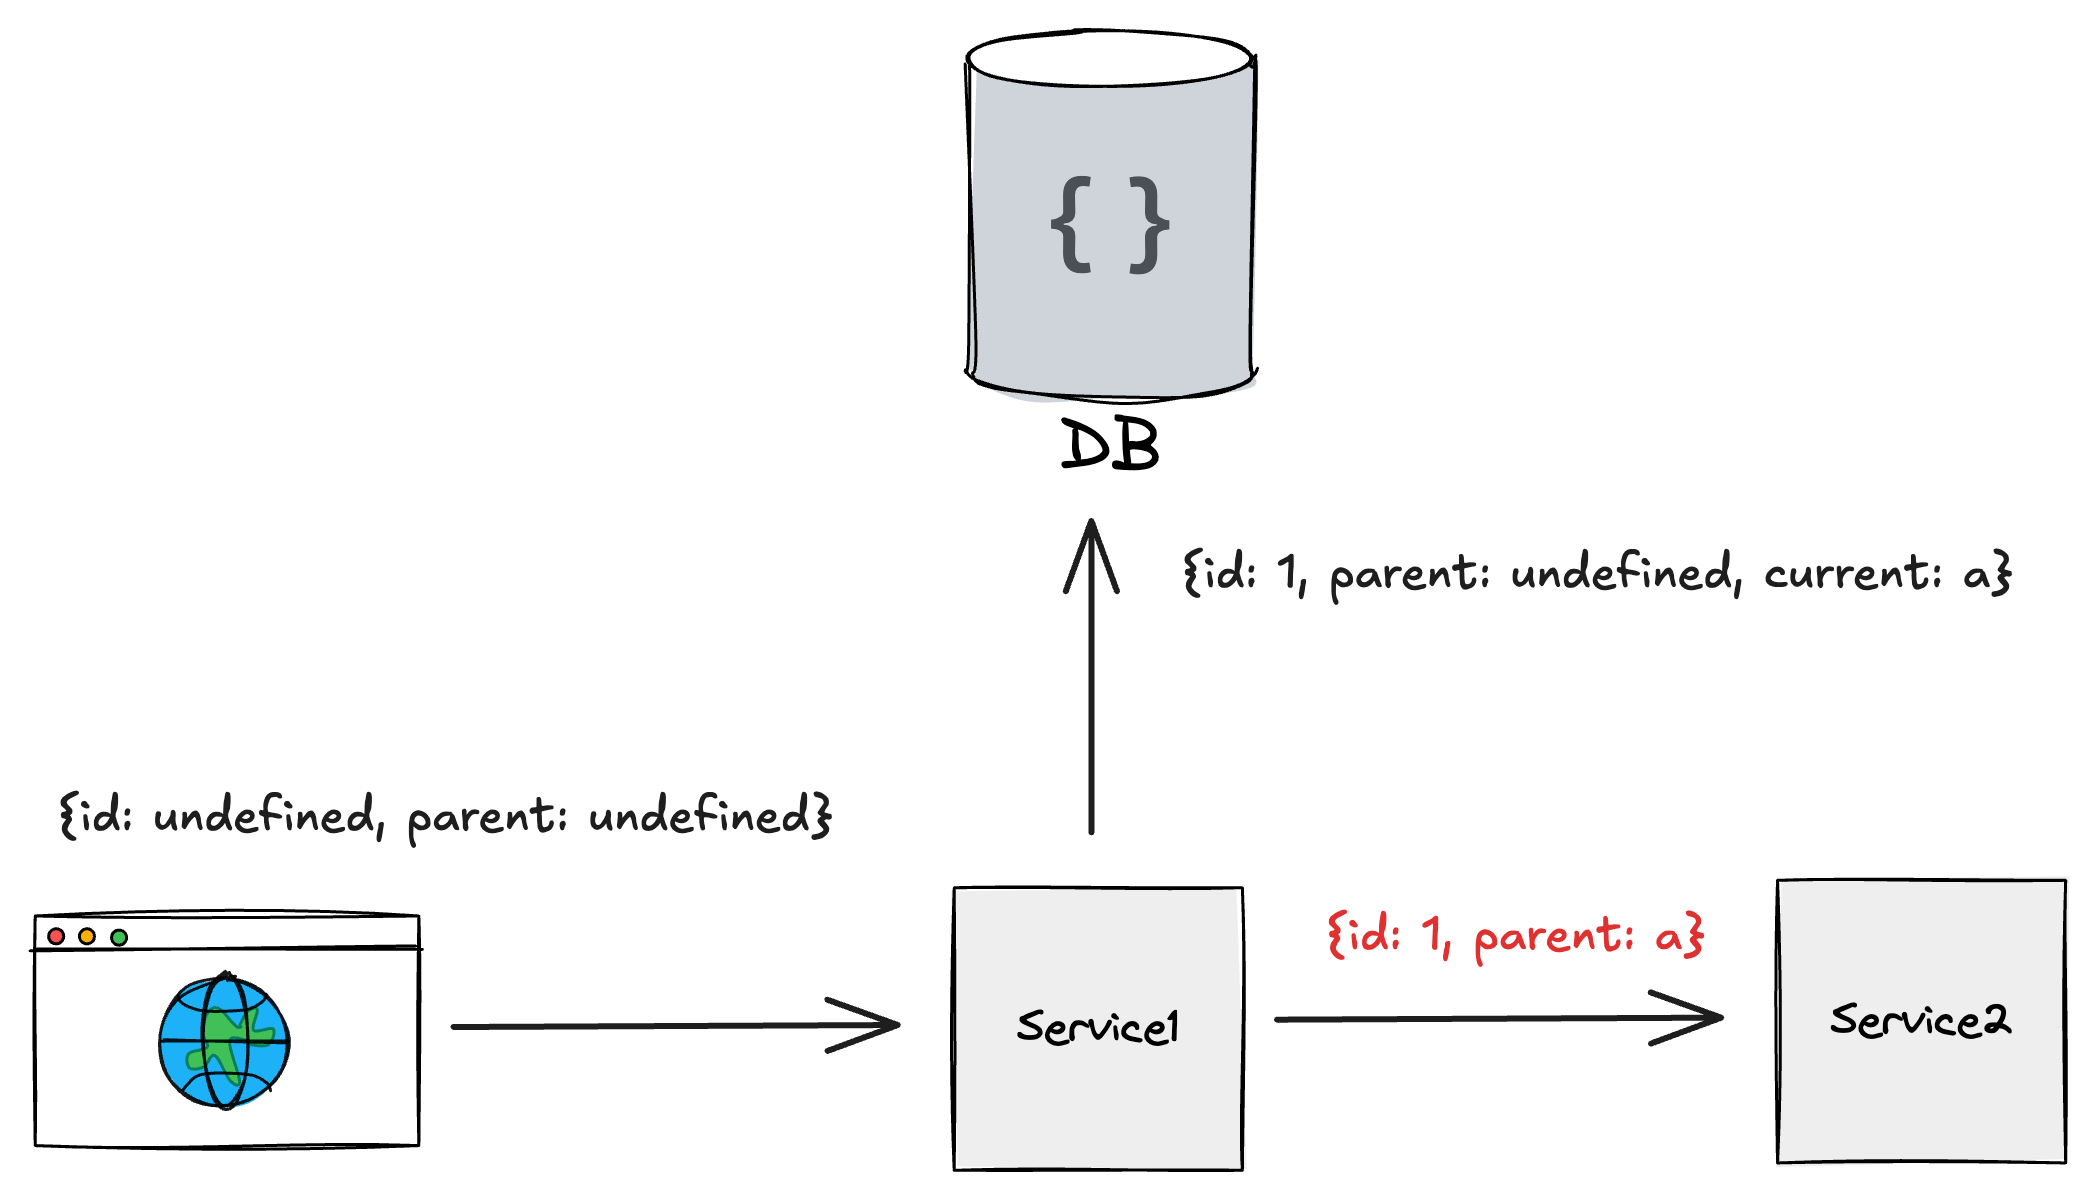 { }
DB
{id: 1, parent: undefined, current: a}
{id: undefined, parent: undefined}
{id: 1, parent: a}
Service1
Service2